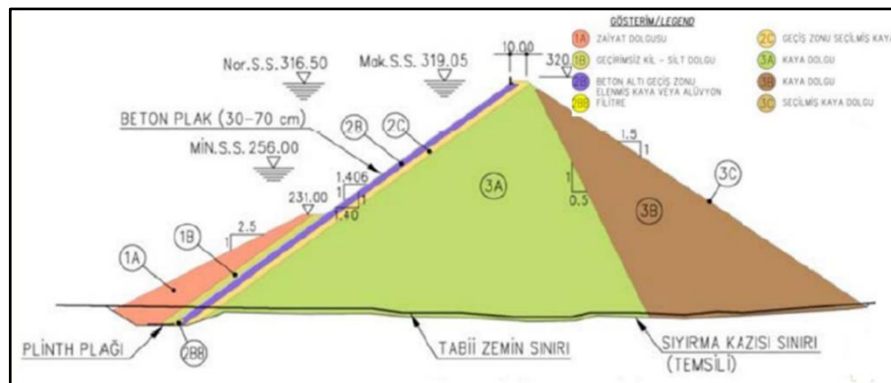 GÖSTERİM/LEGEND
1A ZAİYAT DOLGUSU
1B GEÇİRİMSİZ KİL - SİLT DOLGU
2B BETON ALTI GEÇİŞ ZONU
ELENMİŞ KAYA VEYA ALÜVYON
2BB FİLİTRE
2C GEÇİŞ ZONU SEÇİLMİŞ KAYA
3A KAYA DOLGU
3B KAYA DOLGU
3C SEÇİLMİŞ KAYA DOLGU
10.00
320
Mak.S.S. 319.05
Nor.S.S. 316.50
BETON PLAK (30-70 cm)
MİN.S.S. 256.00
2B
2C
1.5
1
3C
3A
1
0.5
3B
1,406
1
1
1.40
231.00
2.5
1
1B
1A
PLINTH PLAĞI
2BB
TABİİ ZEMİN SINIRI
SIYIRMA KAZISI SINIRI
(TEMSİLİ)